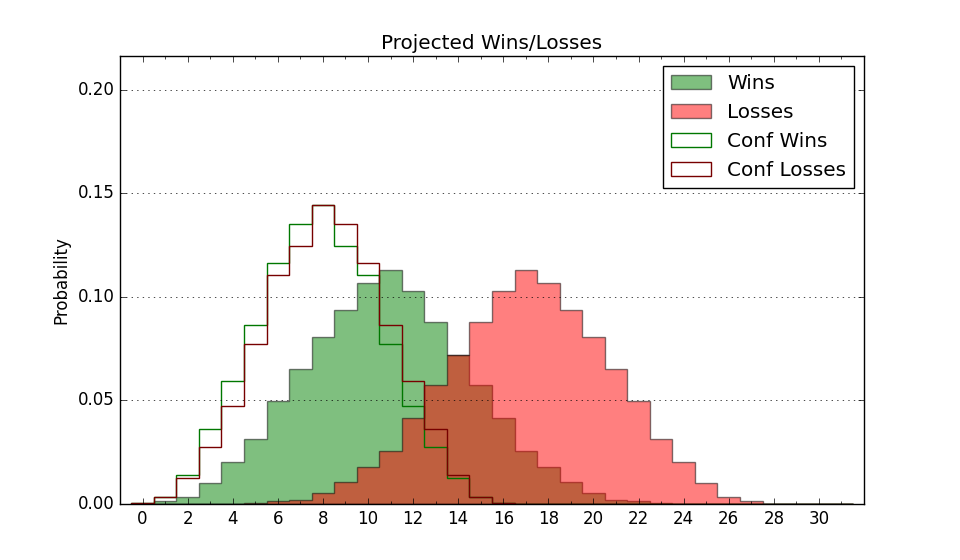 Projected Wins/Losses
0.20
0.15
0.10
0.05
0.00
Probability
Wins
Losses
Conf Wins
Conf Losses
0 2 4 6 8 10 12 14 16 18 20 22 24 26 28 30